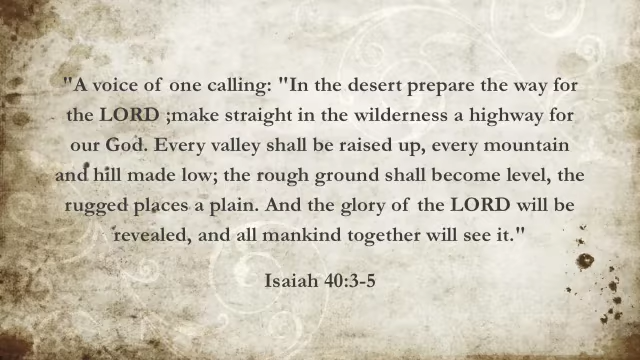 "A voice of one calling: "In the desert prepare the way for
the LORD ;make straight in the wilderness a highway for
our God. Every valley shall be raised up, every mountain
and hill made low; the rough ground shall become level, the
rugged places a plain. And the glory of the LORD will be
revealed, and all mankind together will see it."
Isaiah 40:3-5